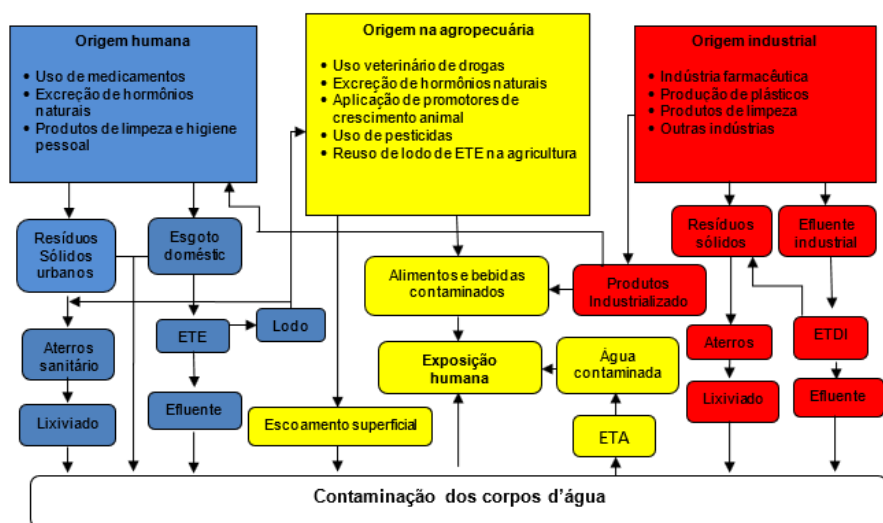 Origem humana
• Uso de medicamentos
• Excreção de hormônios
naturais
• Produtos de limpeza e higiene
pessoal
Origem na agropecuária
• Uso veterinário de drogas
• Excreção de hormônios naturais
• Aplicação de promotores de
crescimento animal
• Uso de pesticidas
• Reuso de lodo de ETE na agricultura
Origem industrial
• Indústria farmacêutica
• Produção de plásticos
• Produtos de limpeza
• Outras indústrias
Resíduos
Sólidos
urbanos
Esgoto
doméstic
Alimentos e bebidas
contaminados
Produtos
Industrializado
Resíduos
sólidos
Efluente
industrial
Aterros
sanitário
ETE
Lodo
Exposição
humana
Água
contaminada
Aterros
ETDI
Lixiviado
Efluente
Escoamento superficial
ETA
Lixiviado
Efluente
Contaminação dos corpos d'água